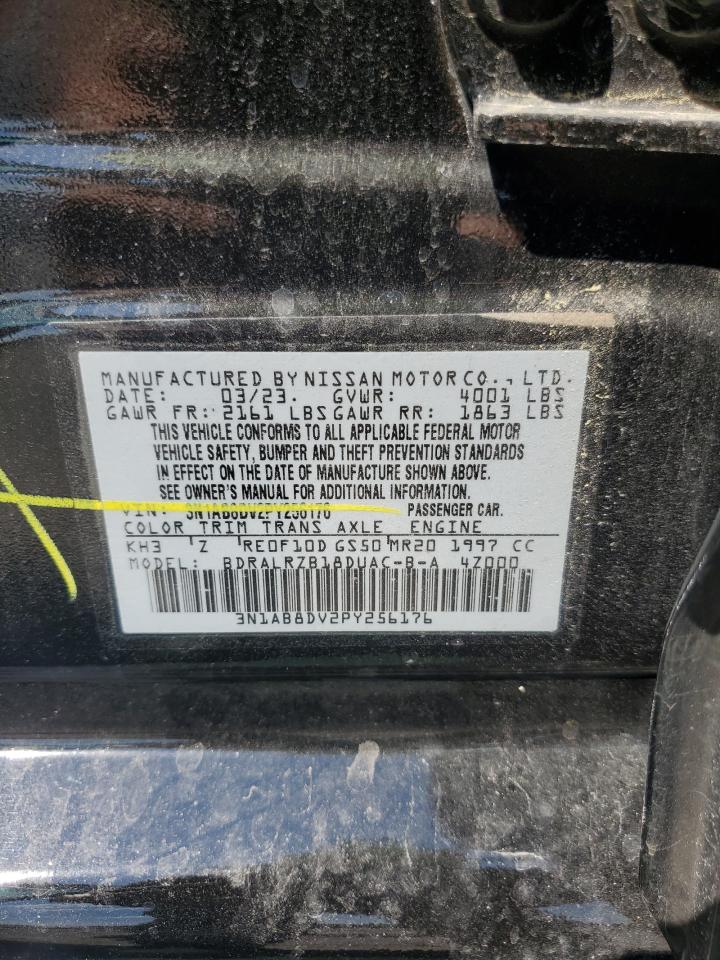 MANUFACTURED BY NISSAN MOTOR CO., LTD.
DATE: 03/23. GVWR: 4001 LBS
GAWR FR: 2161 LBS GAWR RR: 1863 LBS
THIS VEHICLE CONFORMS TO ALL APPLICABLE FEDERAL MOTOR
VEHICLE SAFETY, BUMPER AND THEFT PREVENTION STANDARDS
IN EFFECT ON THE DATE OF MANUFACTURE SHOWN ABOVE.
SEE OWNER'S MANUAL FOR ADDITIONAL INFORMATION.
VIN: 3N1AB8DV2PY256176 PASSENGER CAR.
COLOR TRIM TRANS AXLE ENGINE
KH3 Z RE0F10D GS50 MR20 1997 CC
MODEL: BDRALRZB18DUAC-B-A 4Z000
3N1AB8DV2PY256176